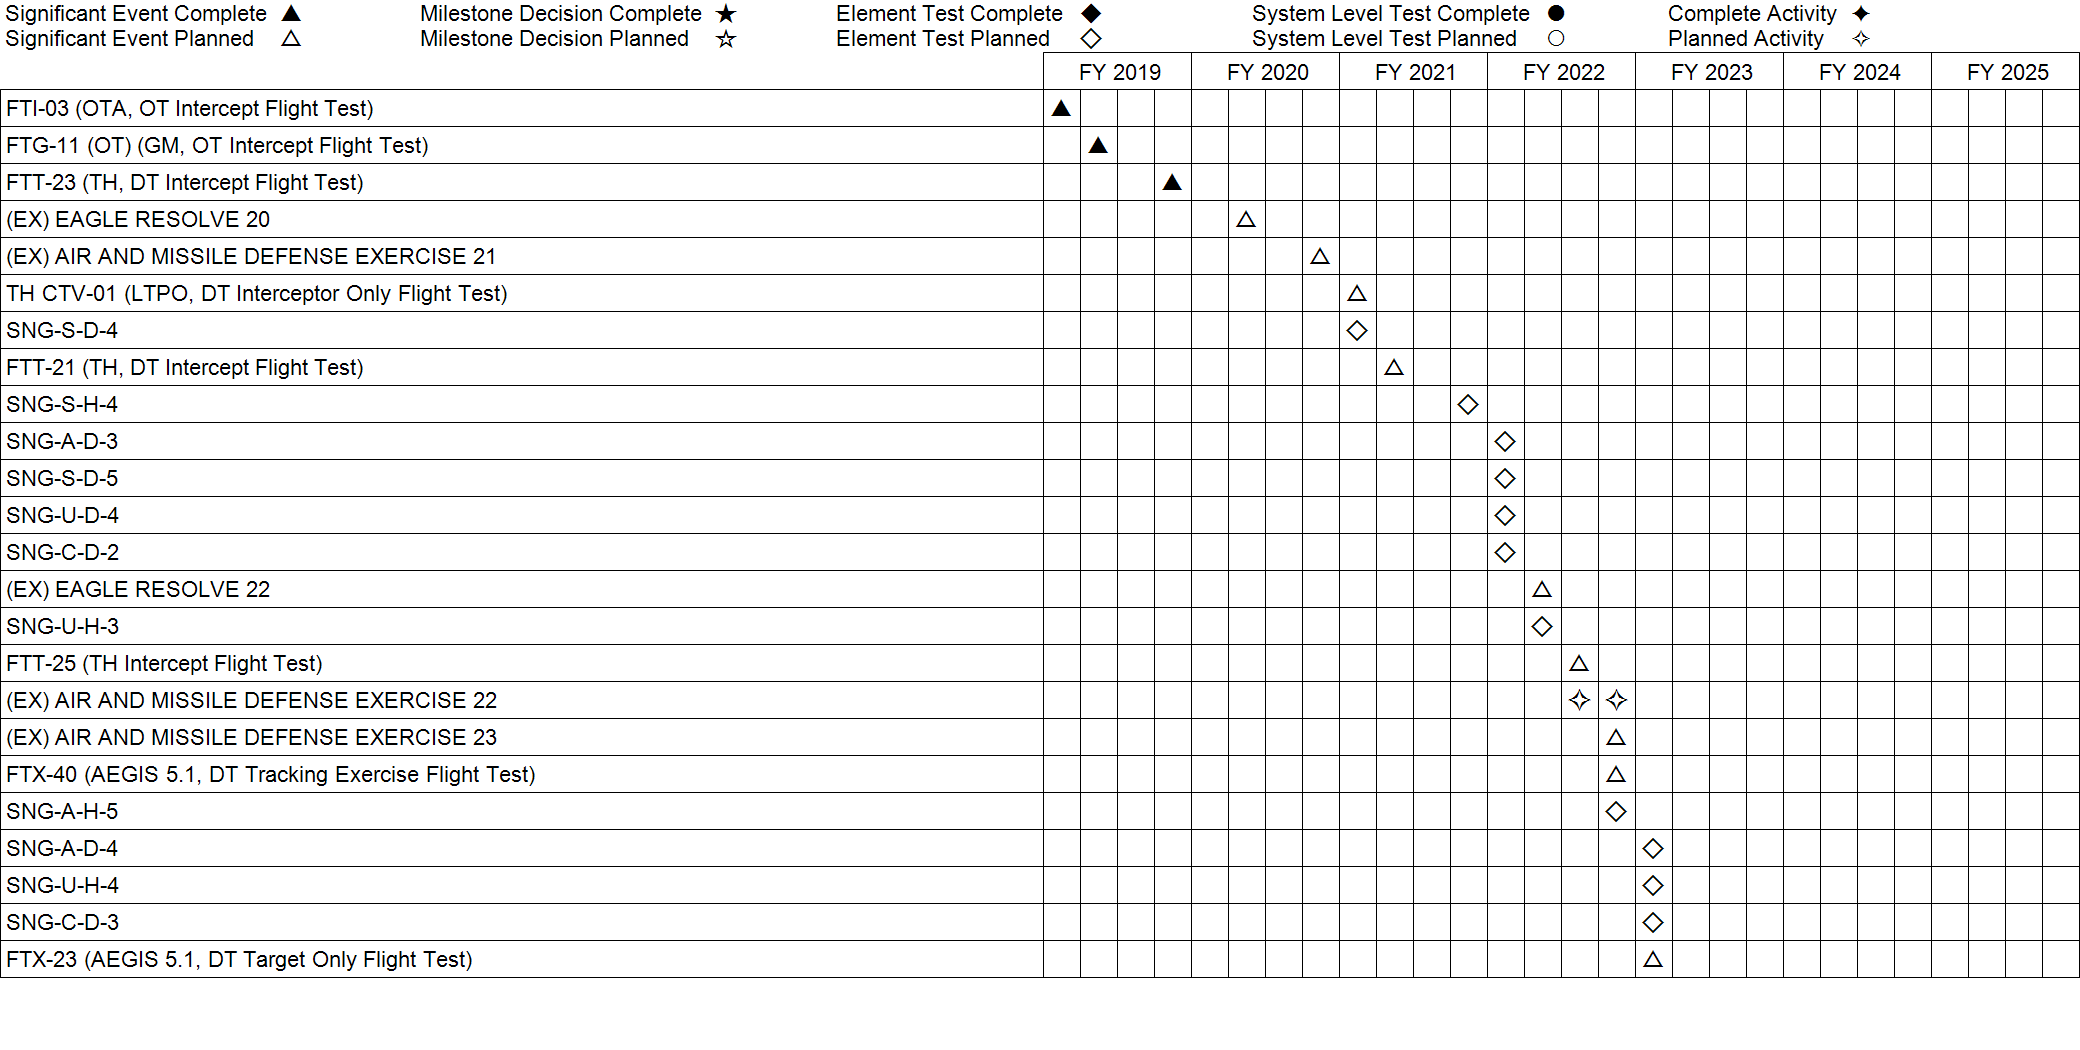 Significant Event Complete ▲ Milestone Decision Complete ★ Element Test Complete ◆ System Level Test Complete ● Complete Activity ✦
Significant Event Planned △ Milestone Decision Planned ☆ Element Test Planned ◇ System Level Test Planned ○ Planned Activity ✧
FY 2019 FY 2020 FY 2021 FY 2022 FY 2023 FY 2024 FY 2025
FTI-03 (OTA, OT Intercept Flight Test) ▲
FTG-11 (OT) (GM, OT Intercept Flight Test) ▲
FTT-23 (TH, DT Intercept Flight Test) ▲
(EX) EAGLE RESOLVE 20 △
(EX) AIR AND MISSILE DEFENSE EXERCISE 21 △
TH CTV-01 (LTPO, DT Interceptor Only Flight Test) △
SNG-S-D-4 ◇
FTT-21 (TH, DT Intercept Flight Test) △
SNG-S-H-4 ◇
SNG-A-D-3 ◇
SNG-S-D-5 ◇
SNG-U-D-4 ◇
SNG-C-D-2 ◇
(EX) EAGLE RESOLVE 22 △
SNG-U-H-3 ◇
FTT-25 (TH Intercept Flight Test) △
(EX) AIR AND MISSILE DEFENSE EXERCISE 22 ✧ ✧
(EX) AIR AND MISSILE DEFENSE EXERCISE 23 △
FTX-40 (AEGIS 5.1, DT Tracking Exercise Flight Test) △
SNG-A-H-5 ◇
SNG-A-D-4 ◇
SNG-U-H-4 ◇
SNG-C-D-3 ◇
FTX-23 (AEGIS 5.1, DT Target Only Flight Test) △